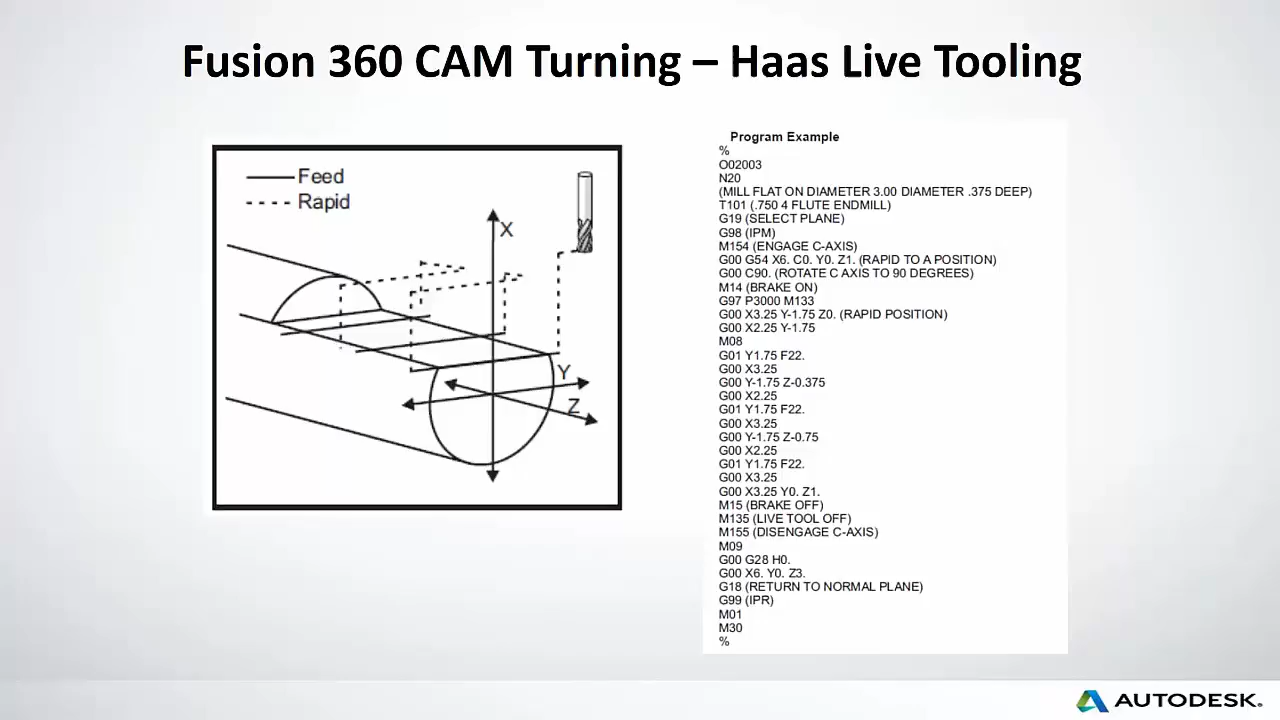 Fusion 360 CAM Turning – Haas Live Tooling
Feed
Rapid
X
Y
Z
Program Example
%
O02003
N20
(MILL FLAT ON DIAMETER 3.00 DIAMETER .375 DEEP)
T101 (.750 4 FLUTE ENDMILL)
G19 (SELECT PLANE)
G98 (IPM)
M154 (ENGAGE C-AXIS)
G00 G54 X6. C0. Y0. Z1. (RAPID TO A POSITION)
G00 C90. (ROTATE C AXIS TO 90 DEGREES)
M14 (BRAKE ON)
G97 P3000 M133
G00 X3.25 Y-1.75 Z0. (RAPID POSITION)
G00 X2.25 Y-1.75
M08
G01 Y1.75 F22.
G00 X3.25
G00 Y-1.75 Z-0.375
G00 X2.25
G01 Y1.75 F22.
G00 X3.25
G00 Y-1.75 Z-0.75
G00 X2.25
G01 Y1.75 F22.
G00 X3.25
G00 X3.25 Y0. Z1.
M15 (BRAKE OFF)
M135 (LIVE TOOL OFF)
M155 (DISENGAGE C-AXIS)
M09
G00 G28 H0.
G00 X6. Y0. Z3.
G18 (RETURN TO NORMAL PLANE)
G99 (IPR)
M01
M30
%
AUTODESK.